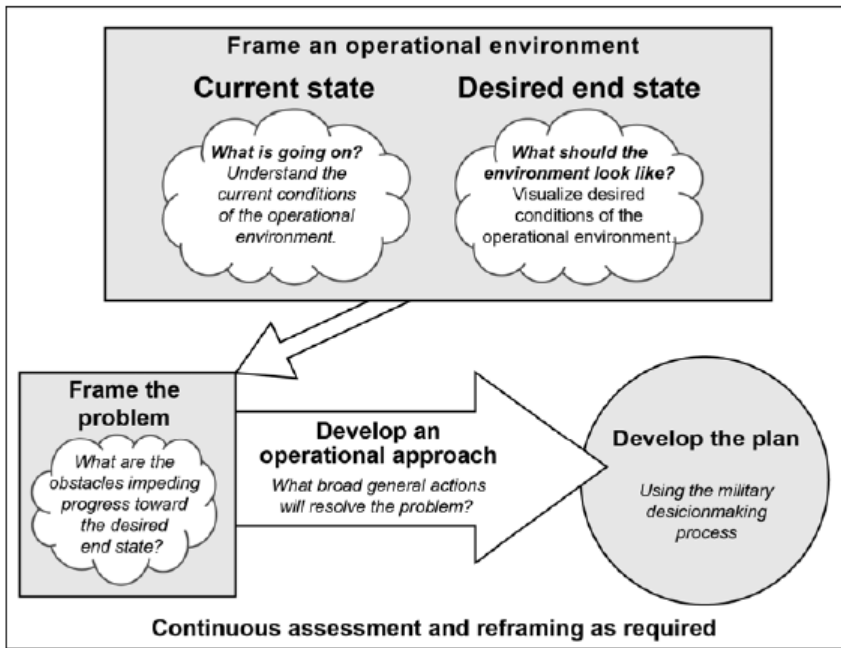 Frame an operational environment
Current state
What is going on?
Understand the
current conditions
of the operational
environment.
Desired end state
What should the
environment look like?
Visualize desired
conditions of the
operational environment.
Frame the
problem
What are the
obstacles impeding
progress toward
the desired
end state?
Develop an
operational approach
What broad general actions
will resolve the problem?
Develop the plan
Using the military
desicionmaking
process
Continuous assessment and reframing as required